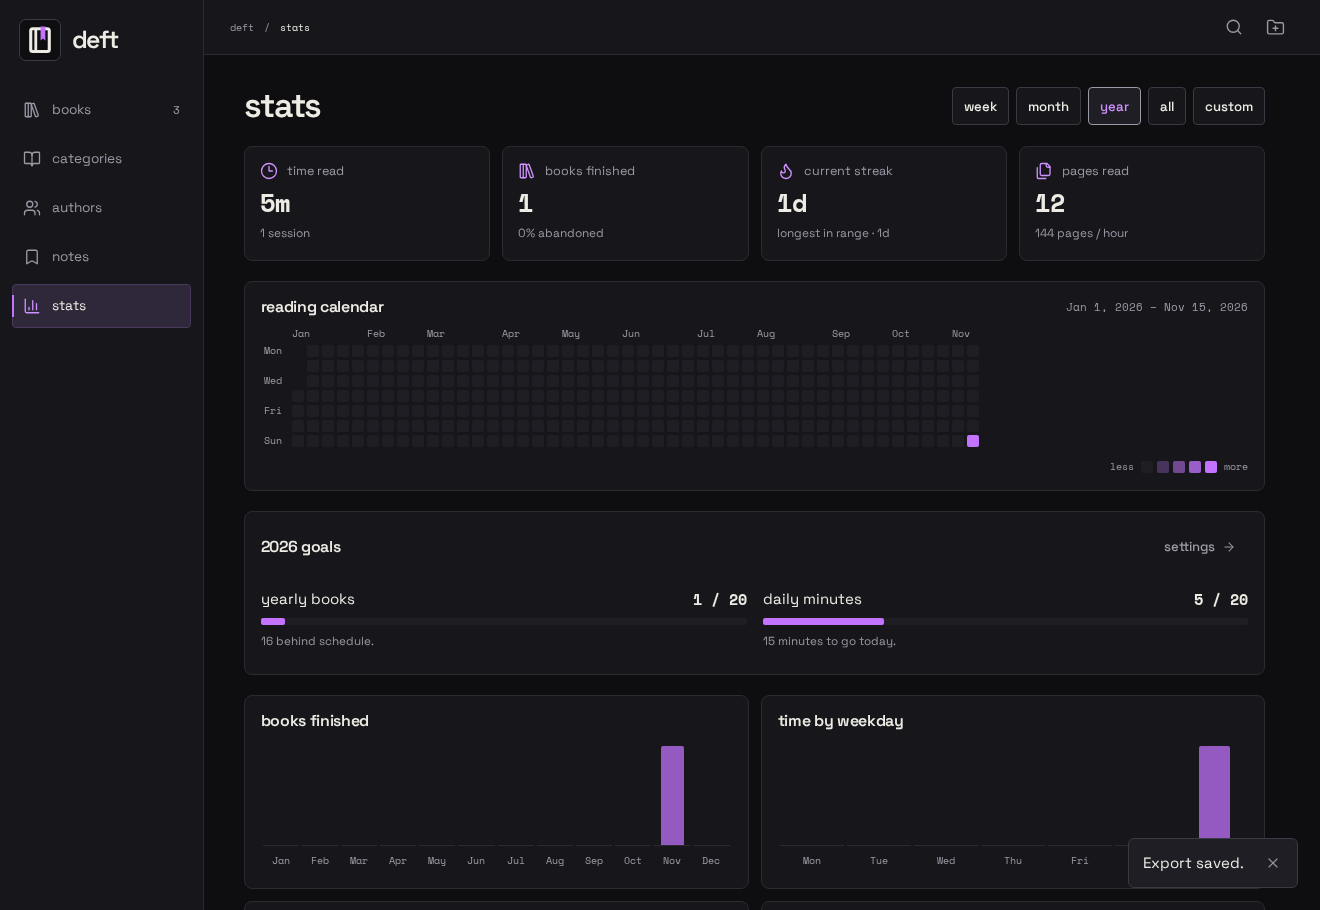 deft
books 3
categories
authors
notes
stats
deft / stats
stats
week month year all custom
time read
5m
1 session
books finished
1
0% abandoned
current streak
1d
longest in range · 1d
pages read
12
144 pages / hour
reading calendar
Jan 1, 2026 – Nov 15, 2026
Jan Feb Mar Apr May Jun Jul Aug Sep Oct Nov
Mon
Wed
Fri
Sun
less more
2026 goals
settings →
yearly books 1 / 20
16 behind schedule.
daily minutes 5 / 20
15 minutes to go today.
books finished
Jan Feb Mar Apr May Jun Jul Aug Sep Oct Nov Dec
time by weekday
Mon Tue Wed Thu Fri
Export saved.